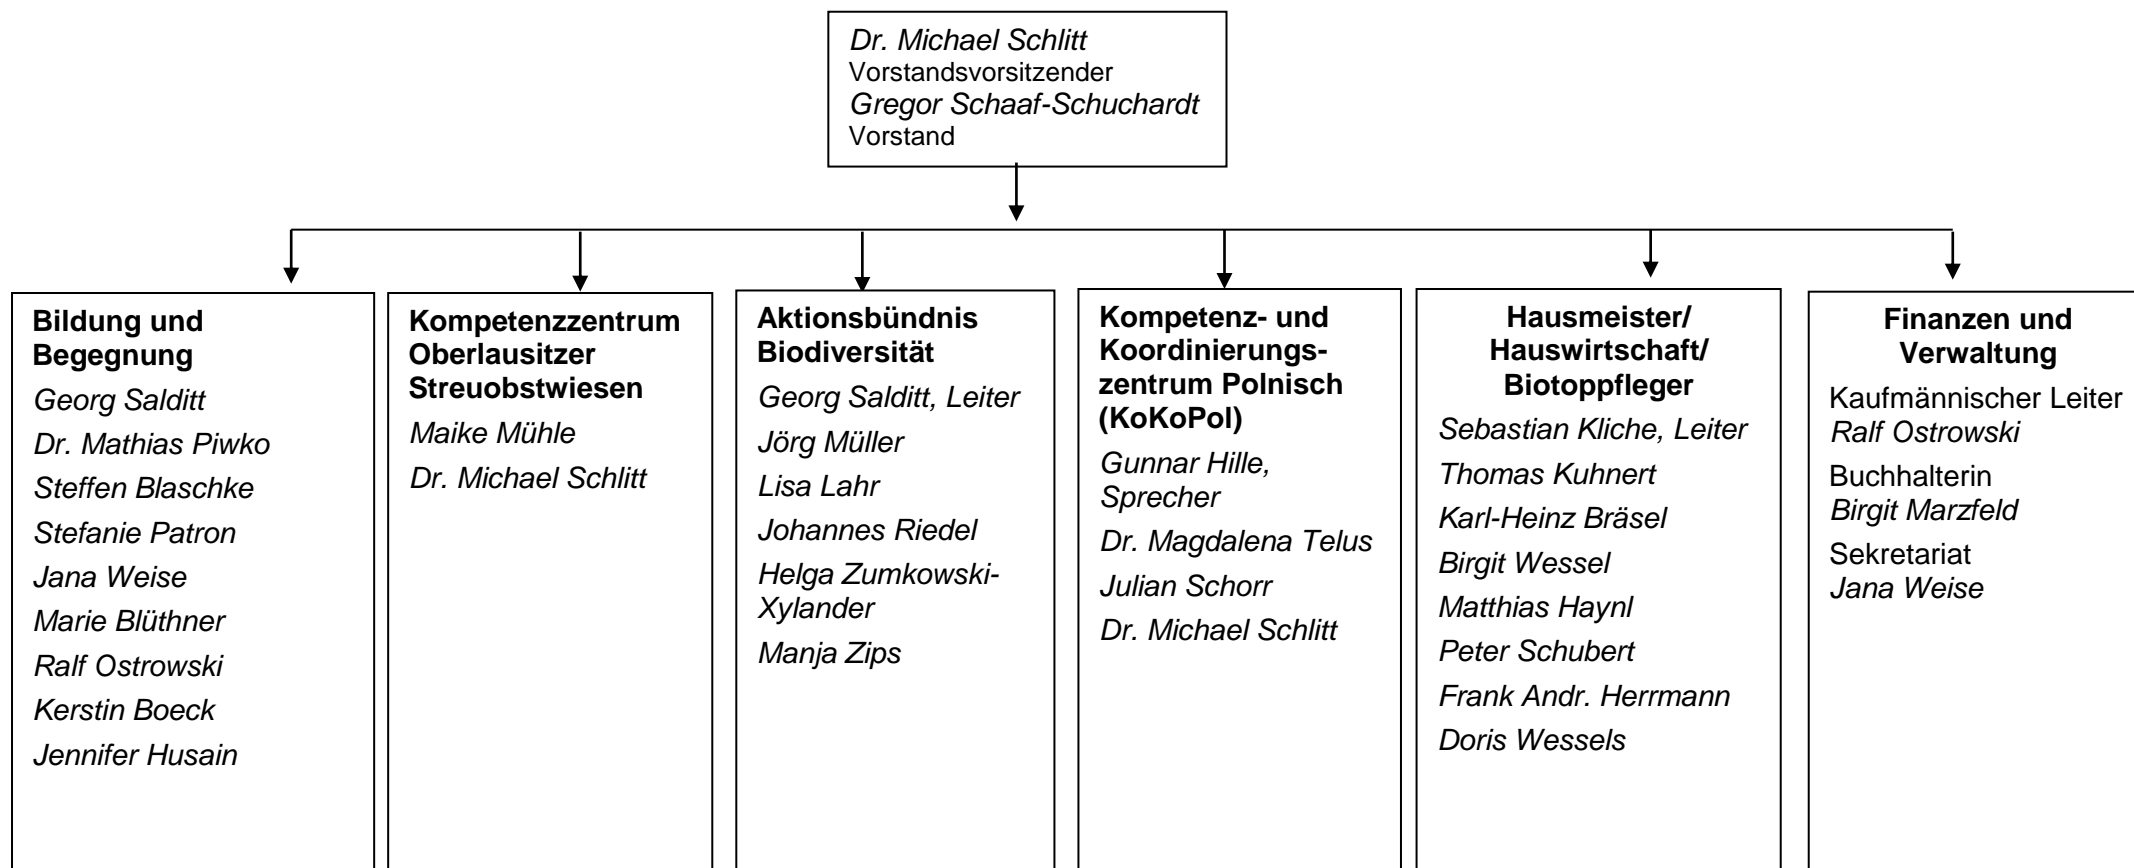 Dr. Michael Schlitt
Vorstandsvorsitzender
Gregor Schaaf-Schuchardt
Vorstand
Bildung und
Begegnung
Georg Salditt
Dr. Mathias Piwko
Steffen Blaschke
Stefanie Patron
Jana Weise
Marie Blüthner
Ralf Ostrowski
Kerstin Boeck
Jennifer Husain
Kompetenzzentrum
Oberlausitzer
Streuobstwiesen
Maike Mühle
Dr. Michael Schlitt
Aktionsbündnis
Biodiversität
Georg Salditt, Leiter
Jörg Müller
Lisa Lahr
Johannes Riedel
Helga Zumkowski-
Xylander
Manja Zips
Kompetenz- und
Koordinierungs-
zentrum Polnisch
(KoKoPol)
Gunnar Hille,
Sprecher
Dr. Magdalena Telus
Julian Schorr
Dr. Michael Schlitt
Hausmeister/
Hauswirtschaft/
Biotoppfleger
Sebastian Kliche, Leiter
Thomas Kuhnert
Karl-Heinz Bräsel
Birgit Wessel
Matthias Haynl
Peter Schubert
Frank Andr. Herrmann
Doris Wessels
Finanzen und
Verwaltung
Kaufmännischer Leiter
Ralf Ostrowski
Buchhalterin
Birgit Marzfeld
Sekretariat
Jana Weise